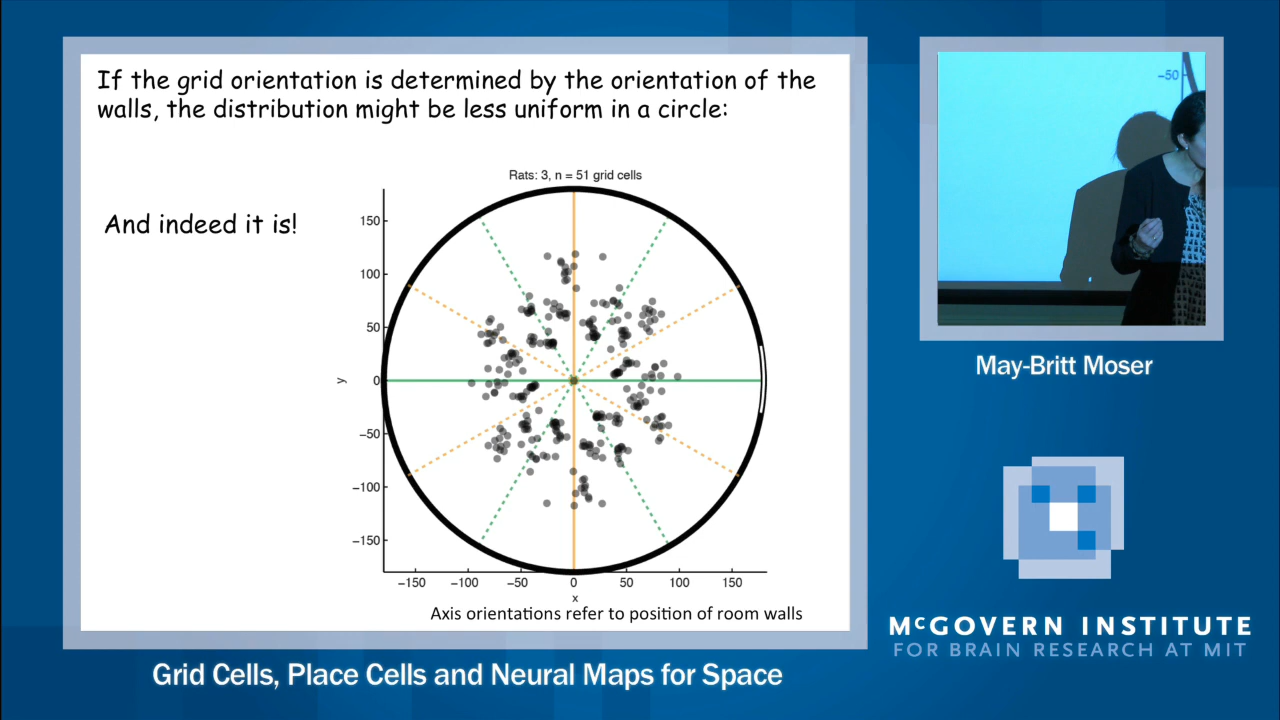 If the grid orientation is determined by the orientation of the
walls, the distribution might be less uniform in a circle:
And indeed it is!
Rats: 3, n = 51 grid cells
150
100
50
0
−50
−100
−150
y
−150 −100 −50 0 50 100 150
x
Axis orientations refer to position of room walls
−50
May-Britt Moser
McGOVERN INSTITUTE
FOR BRAIN RESEARCH AT MIT
Grid Cells, Place Cells and Neural Maps for Space